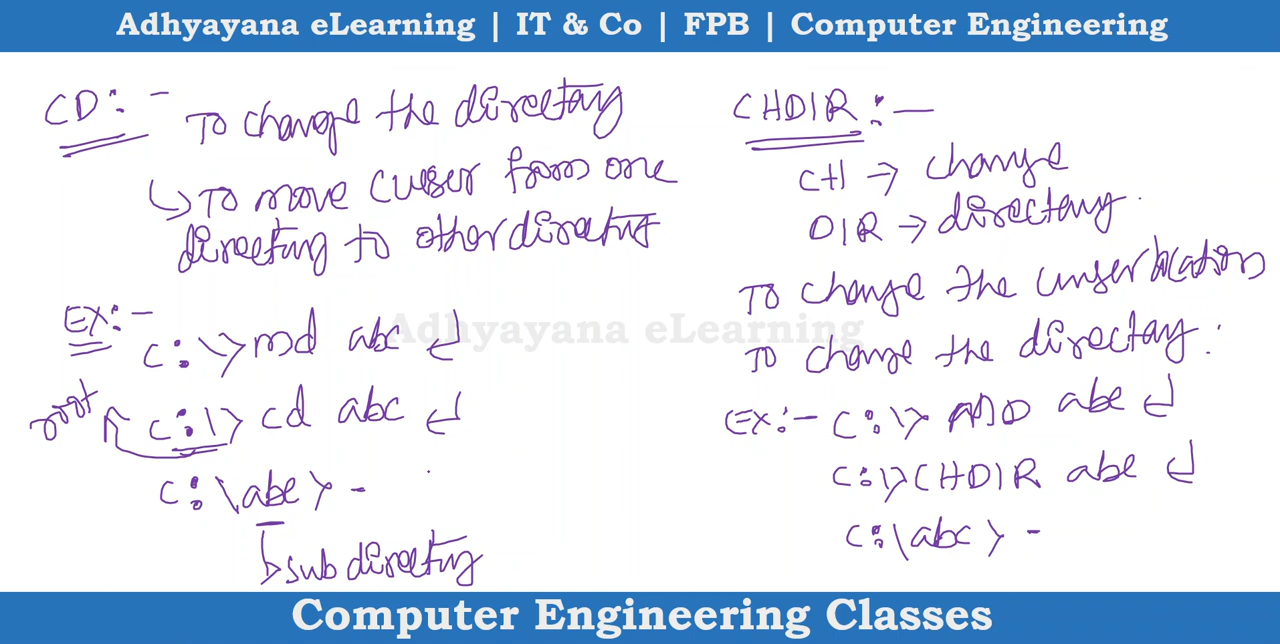 Adhyayana eLearning | IT & Co | FPB | Computer Engineering
CD: - To change the directory
↳ To move cursor from one
directory to other directory
EX:-
C:\> md abc ↵
root C:\> cd abc ↵
C:\abc> -
↳ sub directory
CHDIR :-
CH → change
DIR → directory.
To change the curser location
To change the directory.
EX:- C:\> MD abc ↵
C:\> CHDIR abc ↵
C:\abc> -
Adhyayana eLearning
Computer Engineering Classes